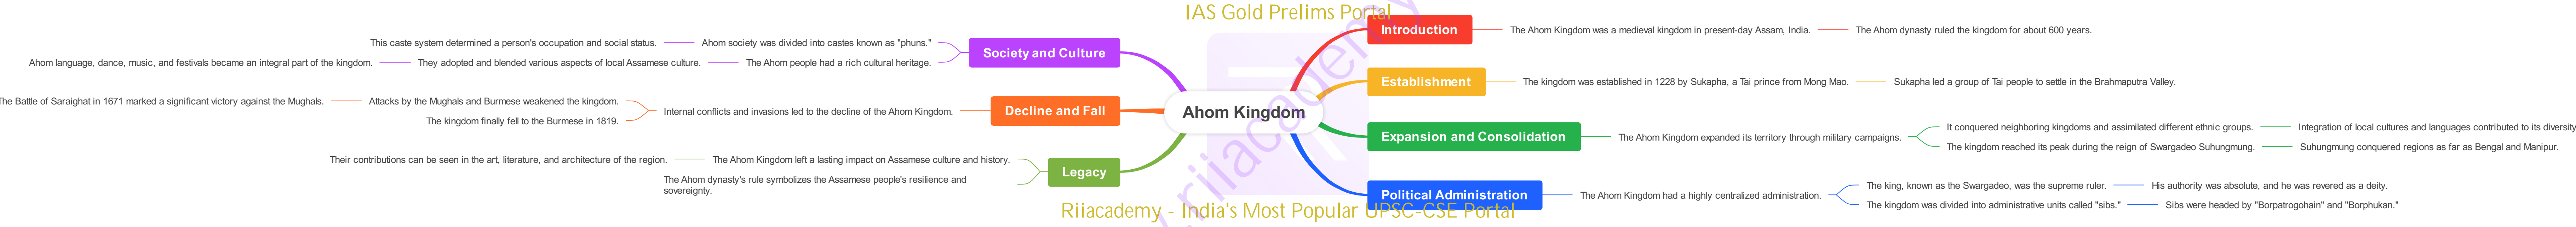 IAS Gold Prelims Portal
Ahom Kingdom
Introduction
The Ahom Kingdom was a medieval kingdom in present-day Assam, India.
The Ahom dynasty ruled the kingdom for about 600 years.
Establishment
The kingdom was established in 1228 by Sukapha, a Tai prince from Mong Mao.
Sukapha led a group of Tai people to settle in the Brahmaputra Valley.
Expansion and Consolidation
The Ahom Kingdom expanded its territory through military campaigns.
It conquered neighboring kingdoms and assimilated different ethnic groups.
Integration of local cultures and languages contributed to its diversity
The kingdom reached its peak during the reign of Swargadeo Suhungmung.
Suhungmung conquered regions as far as Bengal and Manipur.
Political Administration
The Ahom Kingdom had a highly centralized administration.
The king, known as the Swargadeo, was the supreme ruler.
His authority was absolute, and he was revered as a deity.
The kingdom was divided into administrative units called "sibs."
Sibs were headed by "Borpatrogohain" and "Borphukan."
Society and Culture
Ahom society was divided into castes known as "phuns."
This caste system determined a person's occupation and social status.
The Ahom people had a rich cultural heritage.
They adopted and blended various aspects of local Assamese culture.
Ahom language, dance, music, and festivals became an integral part of the kingdom.
Decline and Fall
Internal conflicts and invasions led to the decline of the Ahom Kingdom.
Attacks by the Mughals and Burmese weakened the kingdom.
The Battle of Saraighat in 1671 marked a significant victory against the Mughals.
The kingdom finally fell to the Burmese in 1819.
Legacy
The Ahom Kingdom left a lasting impact on Assamese culture and history.
Their contributions can be seen in the art, literature, and architecture of the region.
The Ahom dynasty's rule symbolizes the Assamese people's resilience and
sovereignty.
Riiacademy - India's Most Popular UPSC-CSE Portal